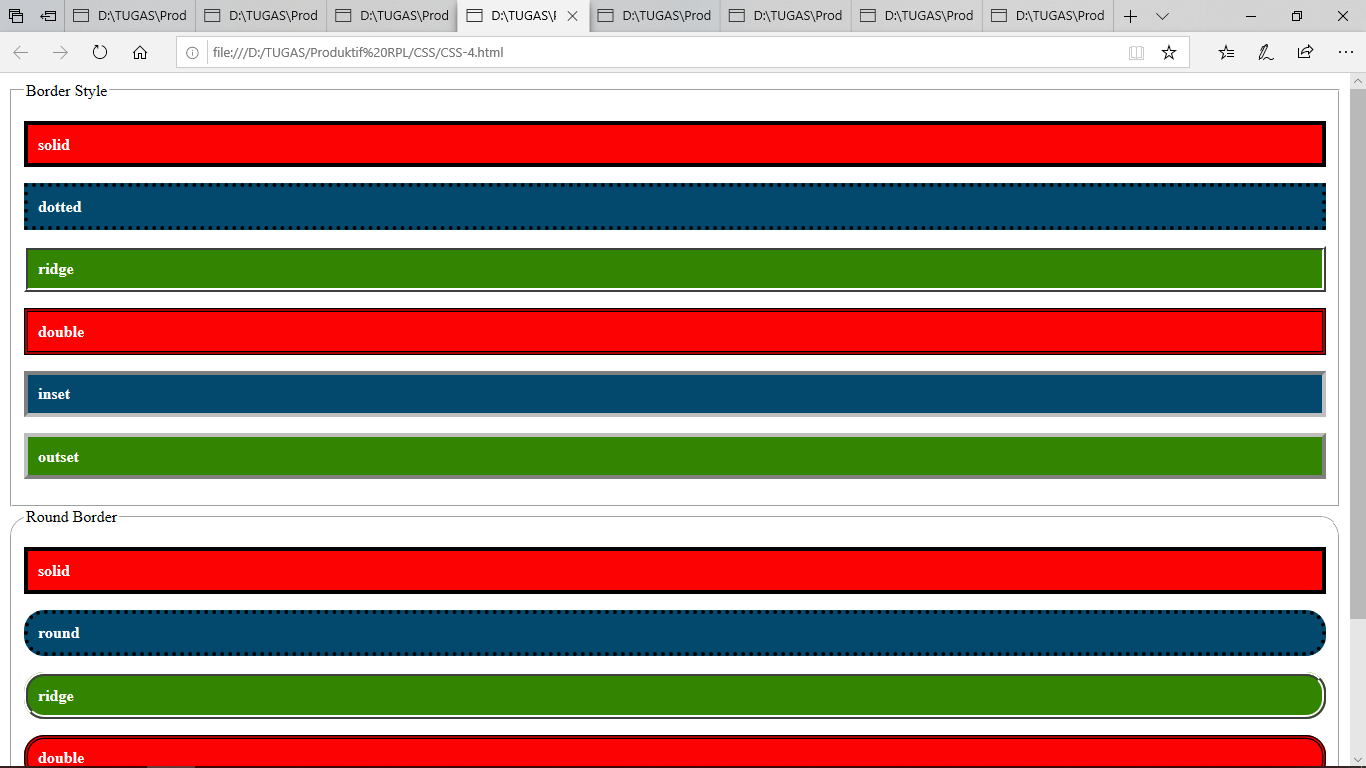 D:\TUGAS\Prod
D:\TUGAS\Prod
D:\TUGAS\Prod
D:\TUGAS\P
D:\TUGAS\Prod
D:\TUGAS\Prod
D:\TUGAS\Prod
D:\TUGAS\Prod
file:///D:/TUGAS/Produktif%20RPL/CSS/CSS-4.html
Border Style
solid
dotted
ridge
double
inset
outset
Round Border
solid
round
ridge
double